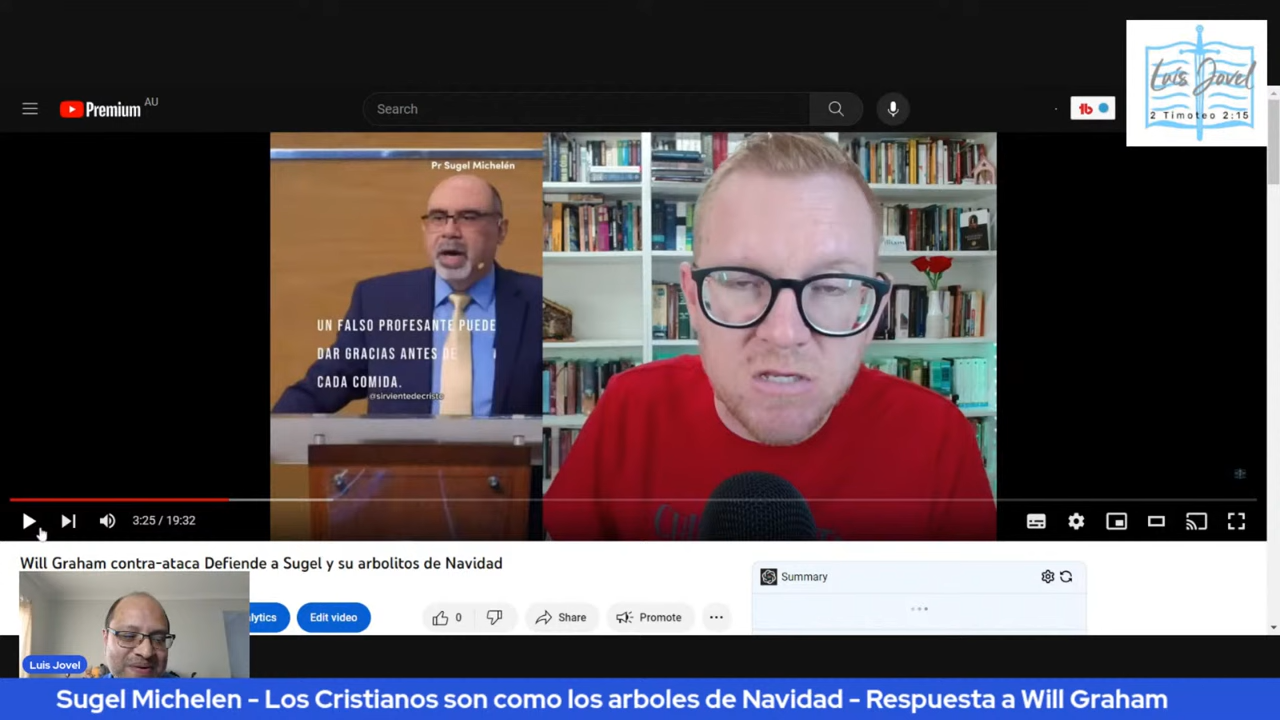 Luis Jovel
2 Timoteo 2:15
Premium AU
Search
tb
Pr Sugel Michelén
UN FALSO PROFESANTE PUEDE
DAR GRACIAS ANTES DE
CADA COMIDA.
@sirvientedecristo
3:25 / 19:32
Will Graham contra-ataca Defiende a Sugel y su arbolitos de Navidad
Summary
lytics
Edit video
0
Share
Promote
Luis Jovel
Sugel Michelen - Los Cristianos son como los arboles de Navidad - Respuesta a Will Graham